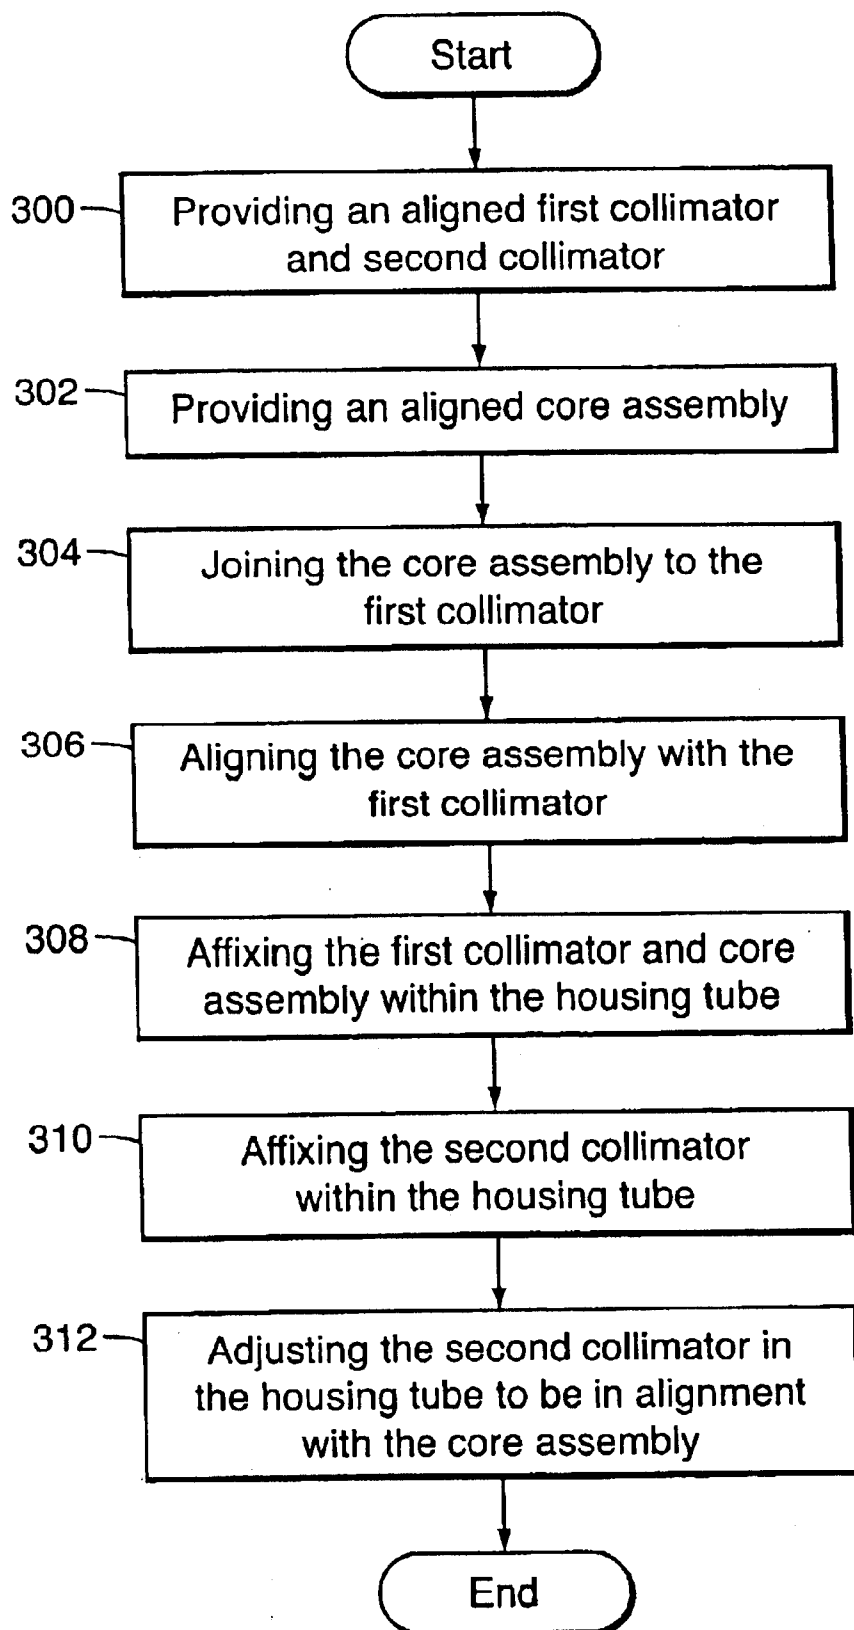 Start
300
Providing an aligned first collimator
and second collimator
302
Providing an aligned core assembly
304
Joining the core assembly to the
first collimator
306
Aligning the core assembly with the
first collimator
308
Affixing the first collimator and core
assembly within the housing tube
310
Affixing the second collimator
within the housing tube
312
Adjusting the second collimator in
the housing tube to be in alignment
with the core assembly
End